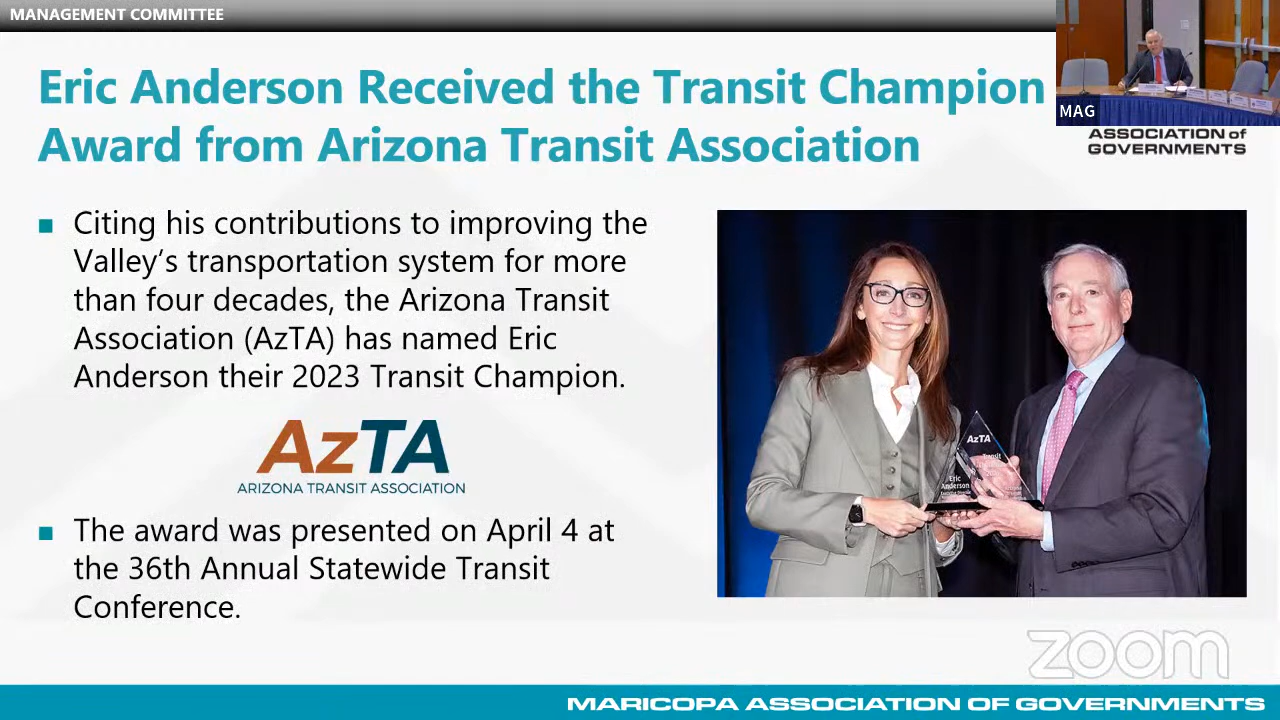 MANAGEMENT COMMITTEE
Eric Anderson Received the Transit Champion
Award from Arizona Transit Association
MAG
ASSOCIATION of
GOVERNMENTS
Citing his contributions to improving the
Valley's transportation system for more
than four decades, the Arizona Transit
Association (AzTA) has named Eric
Anderson their 2023 Transit Champion.
AzTA
ARIZONA TRANSIT ASSOCIATION
The award was presented on April 4 at
the 36th Annual Statewide Transit
Conference.
AzTA
Transit
Eric
Anderson
zoom
MARICOPA ASSOCIATION OF GOVERNMENTS